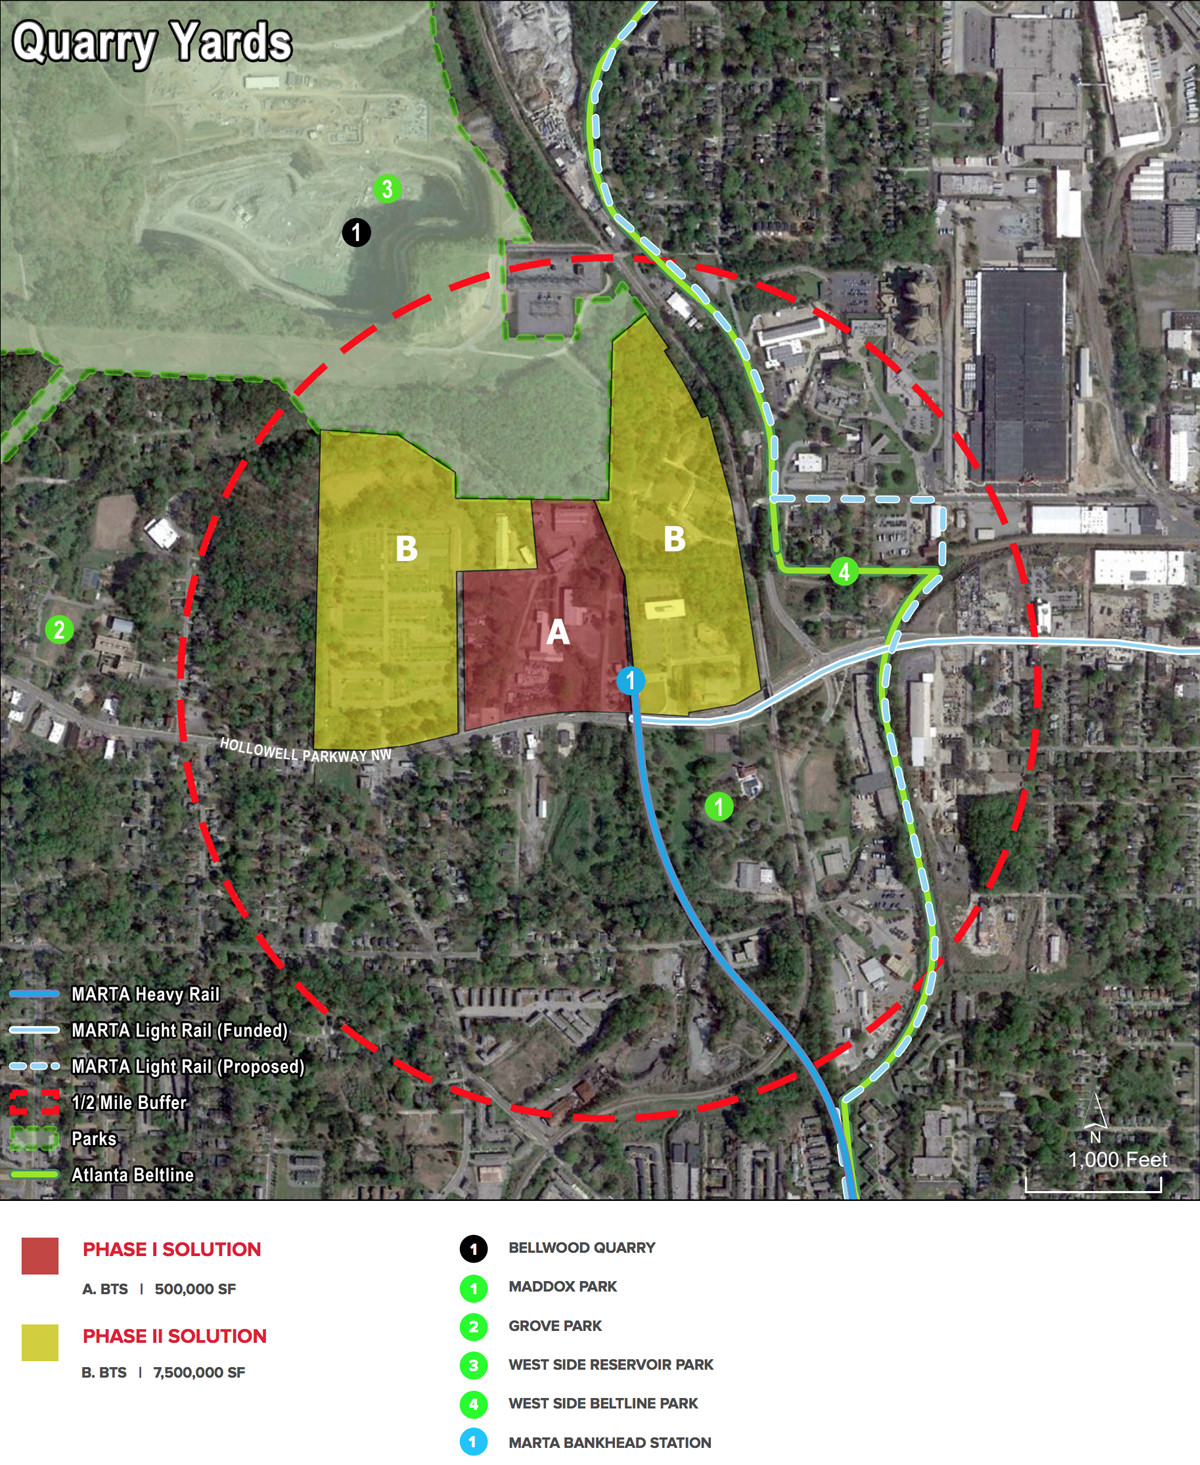 Quarry Yards
3
1
B
B
A
4
2
1
HOLLOWELL PARKWAY NW
1
MARTA Heavy Rail
MARTA Light Rail (Funded)
MARTA Light Rail (Proposed)
1/2 Mile Buffer
Parks
Atlanta Beltline
N
1,000 Feet
PHASE I SOLUTION
A. BTS | 500,000 SF
PHASE II SOLUTION
B. BTS | 7,500,000 SF
1 BELLWOOD QUARRY
1 MADDOX PARK
2 GROVE PARK
3 WEST SIDE RESERVOIR PARK
4 WEST SIDE BELTLINE PARK
1 MARTA BANKHEAD STATION